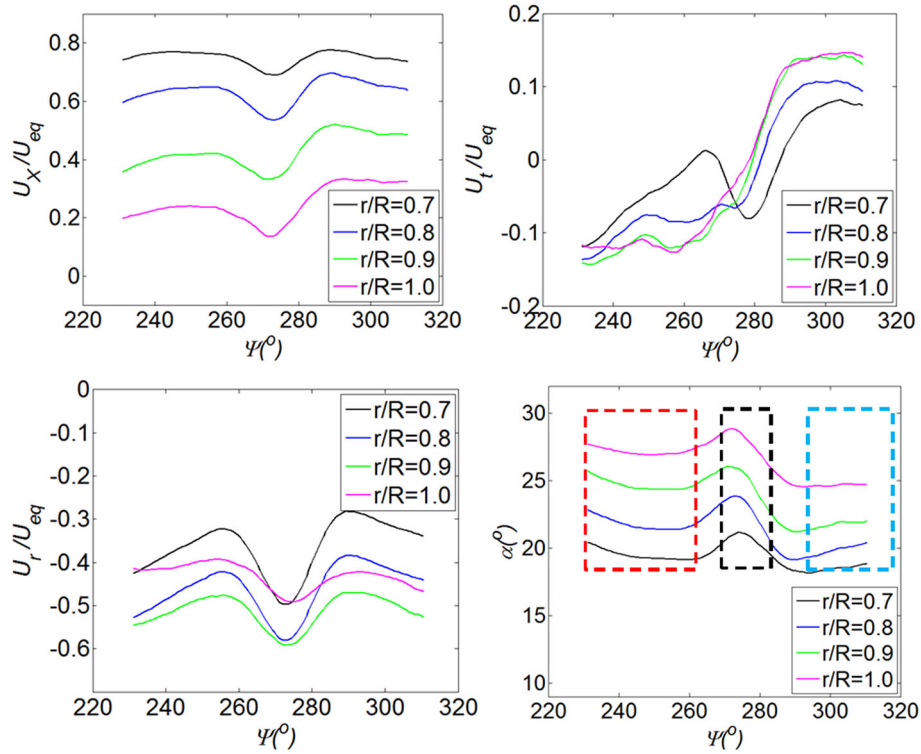 0.8
0.6
0.4
0.2
0
U_X/U_eq
r/R=0.7
r/R=0.8
r/R=0.9
r/R=1.0
220 240 260 280 300 320
Ψ(°)
0.2
0.1
0
-0.1
-0.2
U_t/U_eq
r/R=0.7
r/R=0.8
r/R=0.9
r/R=1.0
220 240 260 280 300 320
Ψ(°)
0
-0.1
-0.2
-0.3
-0.4
-0.5
-0.6
U_r/U_eq
r/R=0.7
r/R=0.8
r/R=0.9
r/R=1.0
220 240 260 280 300 320
Ψ(°)
30
25
20
15
10
α(°)
r/R=0.7
r/R=0.8
r/R=0.9
r/R=1.0
220 240 260 280 300 320
Ψ(°)